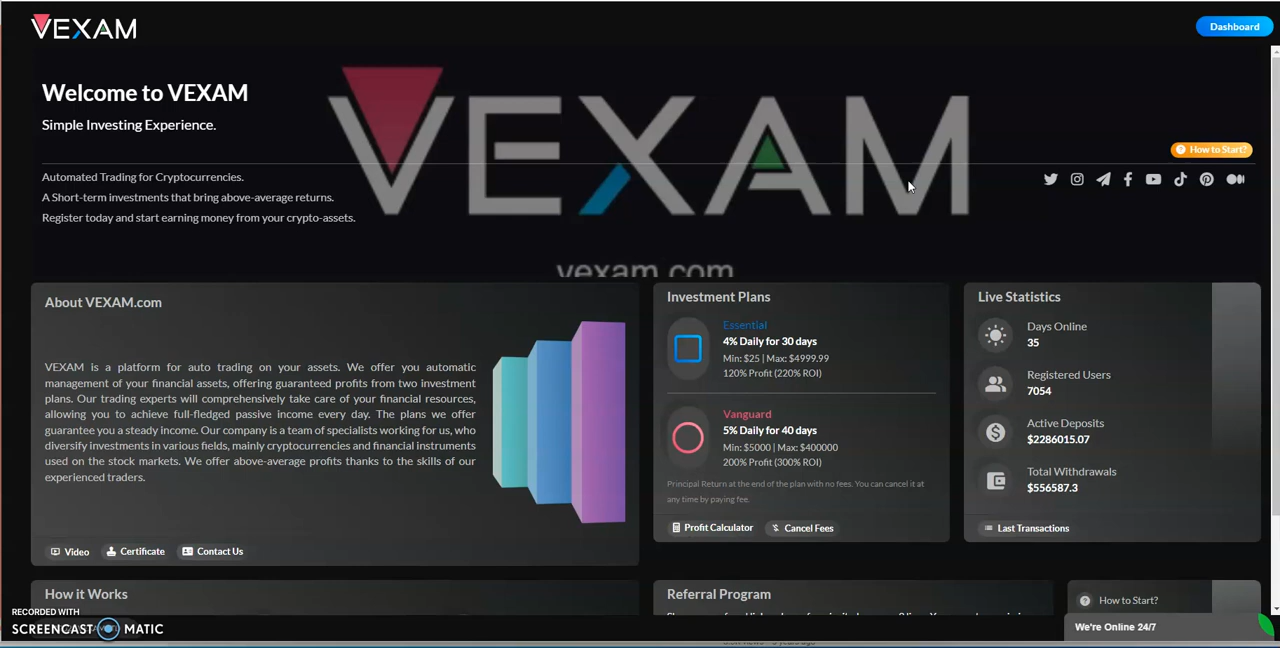 VEXAM
Dashboard
VEXAM
Welcome to VEXAM
Simple Investing Experience.
How to Start?
Automated Trading for Cryptocurrencies.
A Short-term investments that bring above-average returns.
Register today and start earning money from your crypto-assets.
vexam.com
About VEXAM.com
VEXAM is a platform for auto trading on your assets. We offer you automatic
management of your financial assets, offering guaranteed profits from two investment
plans. Our trading experts will comprehensively take care of your financial resources,
allowing you to achieve full-fledged passive income every day. The plans we offer
guarantee you a steady income. Our company is a team of specialists working for us, who
diversify investments in various fields, mainly cryptocurrencies and financial instruments
used on the stock markets. We offer above-average profits thanks to the skills of our
experienced traders.
Video
Certificate
Contact Us
Investment Plans
Essential
4% Daily for 30 days
Min: $25 | Max: $4999.99
120% Profit (220% ROI)
Vanguard
5% Daily for 40 days
Min: $5000 | Max: $400000
200% Profit (300% ROI)
Principal Return at the end of the plan with no fees. You can cancel it at
any time by paying fee.
Profit Calculator
Cancel Fees
Live Statistics
Days Online
35
Registered Users
7054
Active Deposits
$2286015.07
Total Withdrawals
$556587.3
Last Transactions
How it Works
Referral Program
How to Start?
We're Online 24/7
RECORDED WITH
SCREENCAST MATIC